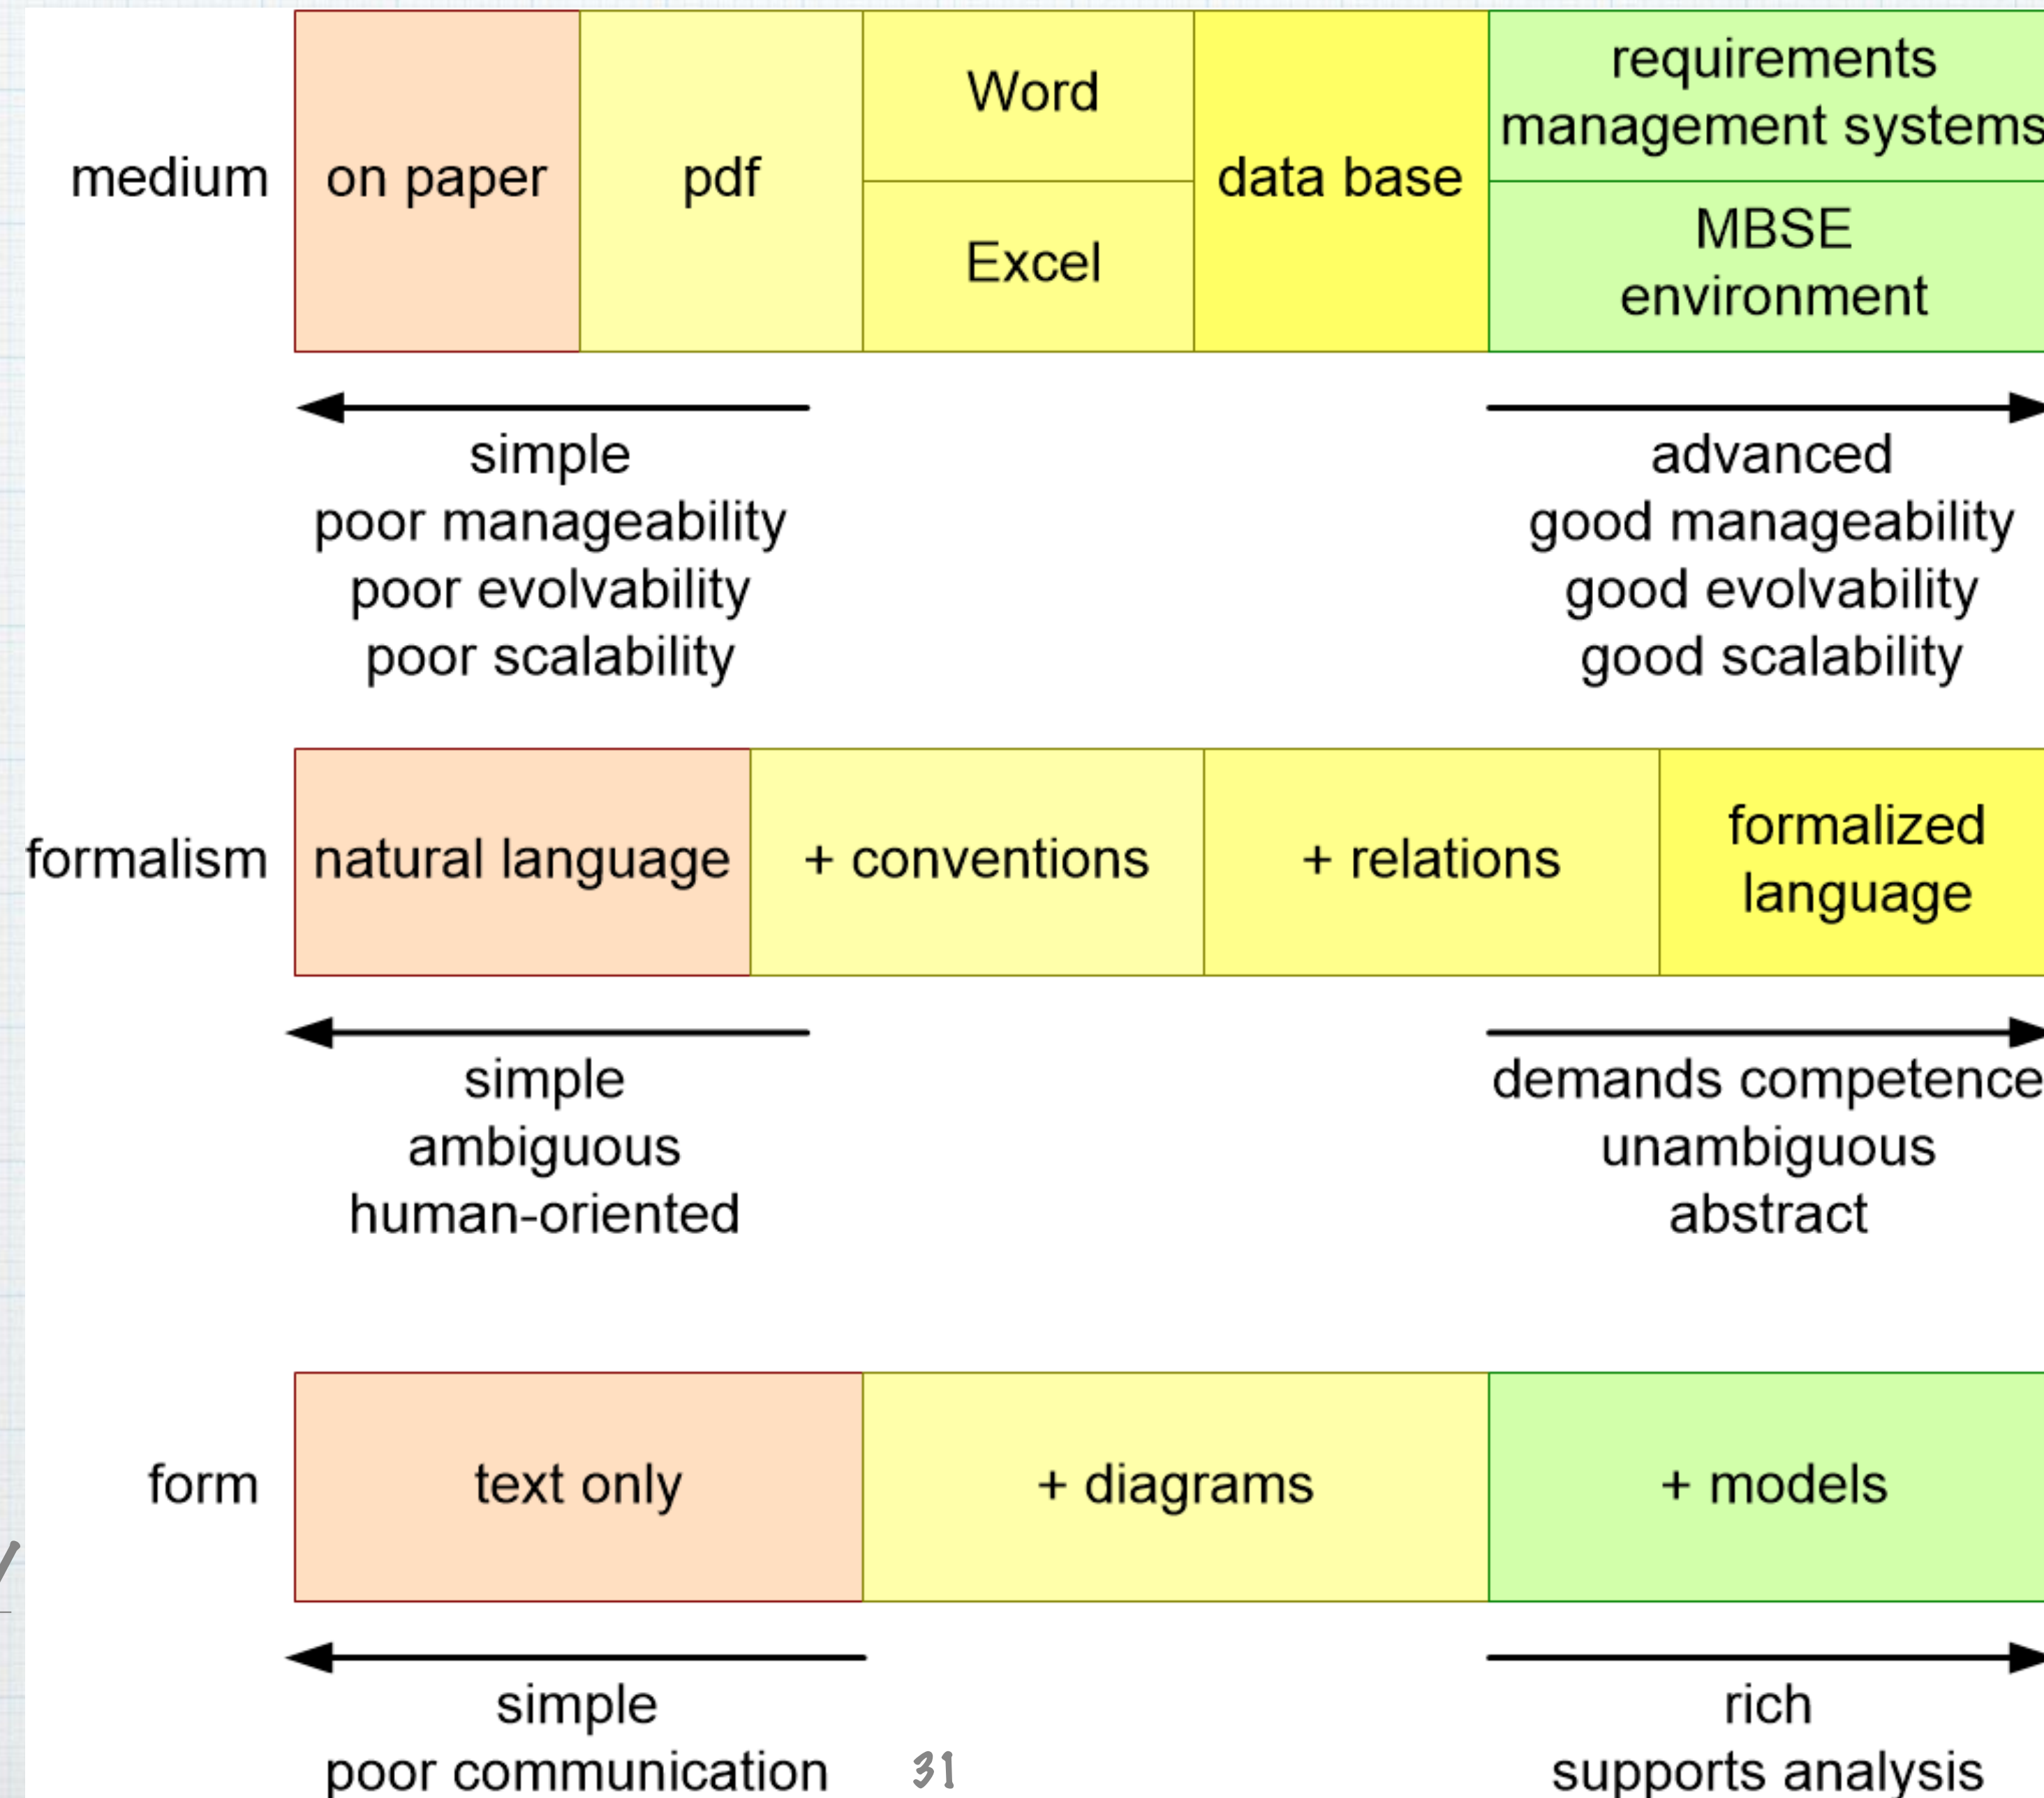 medium
on paper
pdf
Word
Excel
data base
requirements
management systems
MBSE
environment
simple
poor manageability
poor evolvability
poor scalability
advanced
good manageability
good evolvability
good scalability
formalism
natural language
+ conventions
+ relations
formalized
language
simple
ambiguous
human-oriented
demands competence
unambiguous
abstract
form
text only
+ diagrams
+ models
simple
poor communication
rich
supports analysis
31